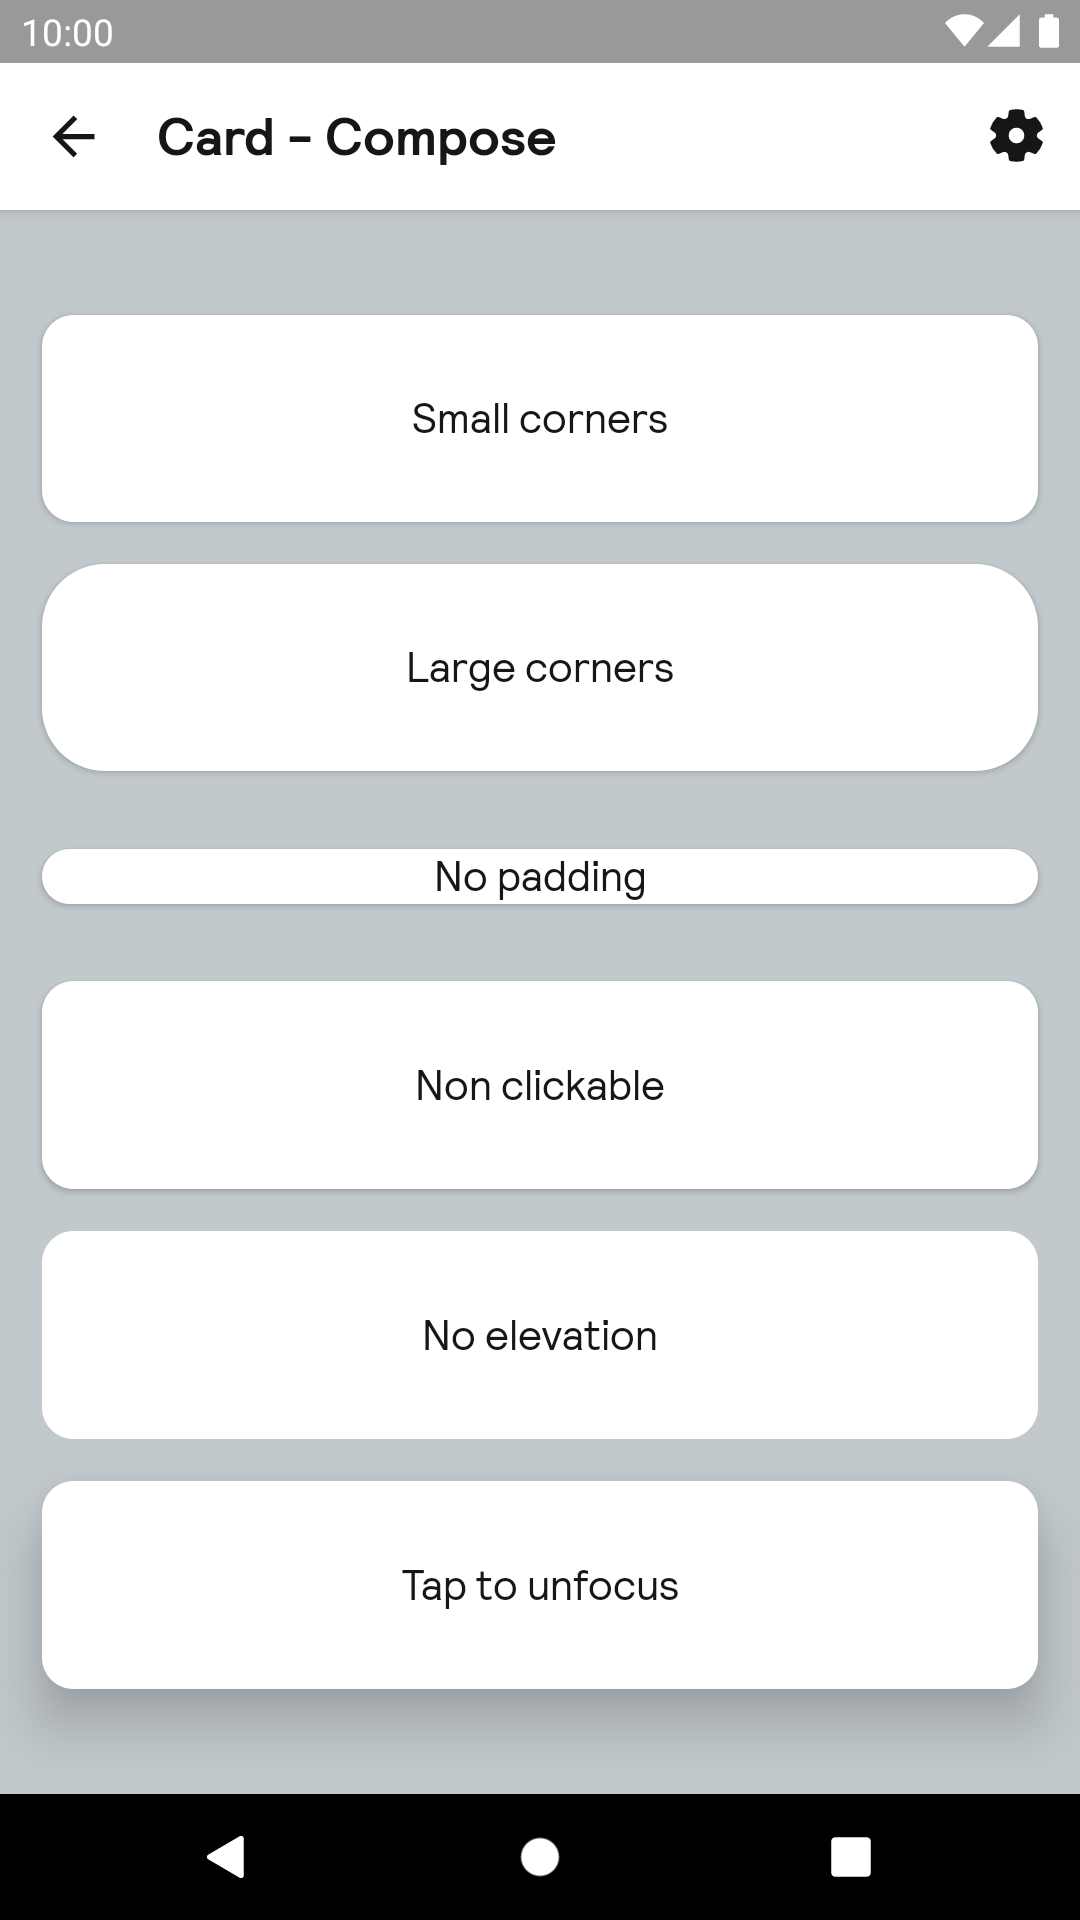 10:00
Card - Compose
Small corners
Large corners
No padding
Non clickable
No elevation
Tap to unfocus